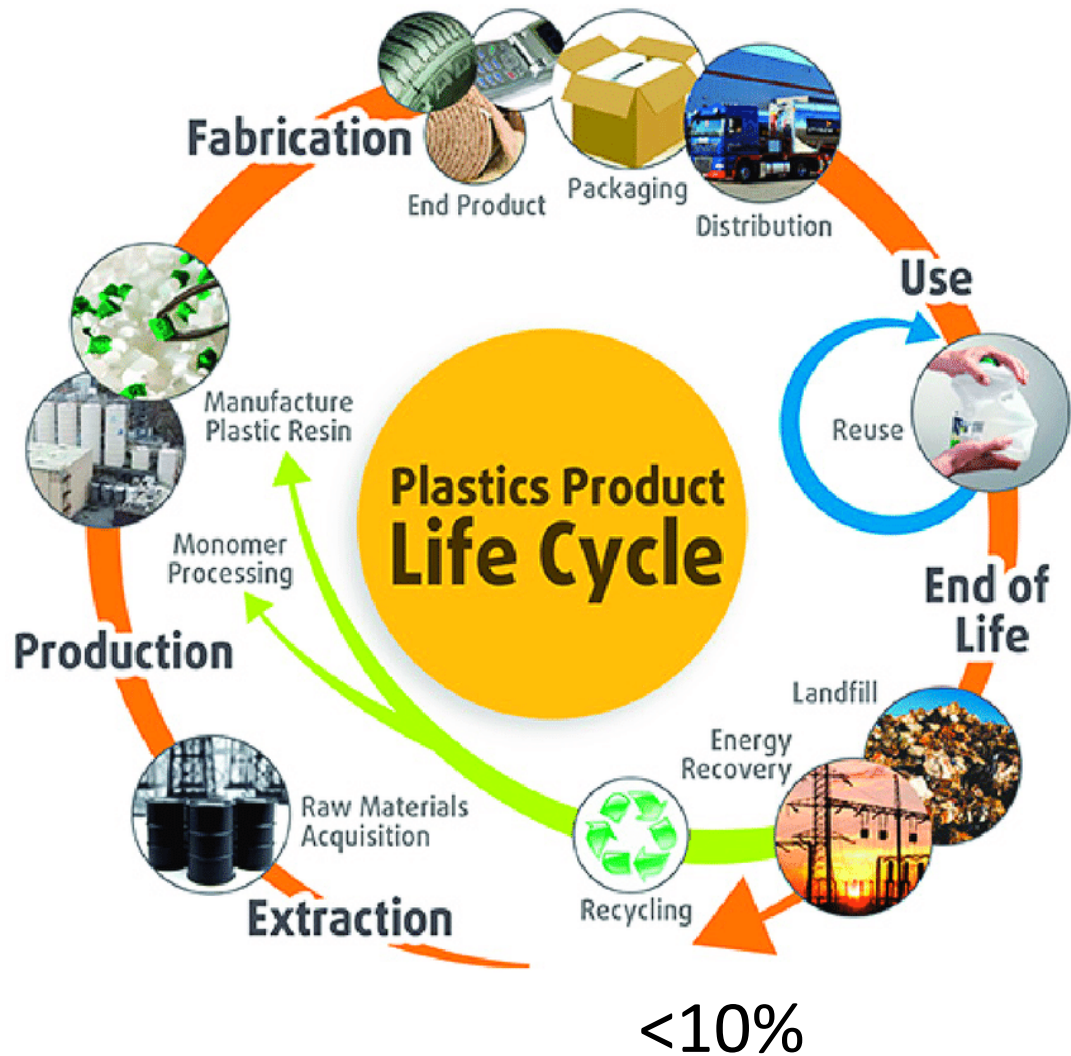 Fabrication
End Product
Packaging
Distribution
Use
Reuse
Manufacture
Plastic Resin
Plastics Product
Life Cycle
Monomer
Processing
End of
Life
Production
Landfill
Energy
Recovery
Raw Materials
Acquisition
Recycling
Extraction
<10%